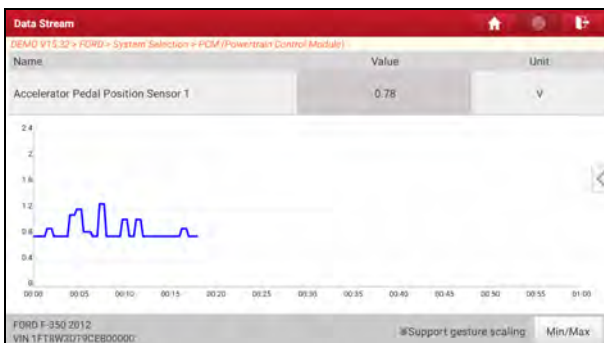 Data Stream
DEMO V15.32 > FORD > System Selection > PCM (Powertrain Control Module)
Name Value Unit
Accelerator Pedal Position Sensor 1 0.78 V
2.4
2
1.6
1.2
0.8
0.4
0
00:00 00:05 00:10 00:15 00:20 00:25 00:30 00:35 00:40 00:45 00:50 00:55 01:00
FORD F-350 2012
VIN 1FT8W3DT9CEB00000
※Support gesture scaling Min/Max